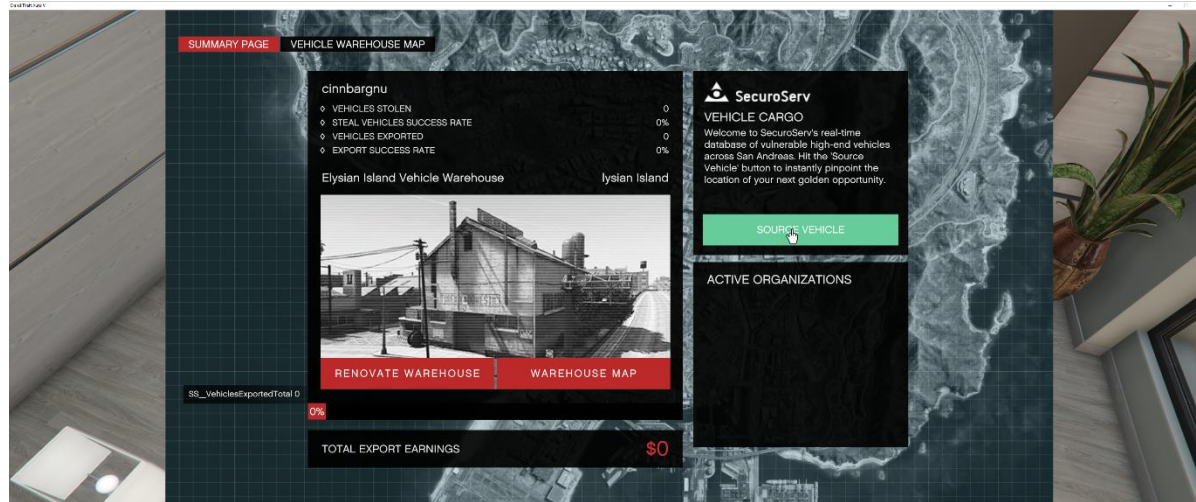 Grand Theft Auto V
SUMMARY PAGE VEHICLE WAREHOUSE MAP
cinnbargnu
◊ VEHICLES STOLEN 0
◊ STEAL VEHICLES SUCCESS RATE 0%
◊ VEHICLES EXPORTED 0
◊ EXPORT SUCCESS RATE 0%
Elysian Island Vehicle Warehouse lysian Island
RENOVATE WAREHOUSE WAREHOUSE MAP
SS_VehiclesExportedTotal 0
0%
TOTAL EXPORT EARNINGS $0
SecuroServ
VEHICLE CARGO
Welcome to SecuroServ's real-time
database of vulnerable high-end vehicles
across San Andreas. Hit the 'Source
Vehicle' button to instantly pinpoint the
location of your next golden opportunity.
SOURCE VEHICLE
ACTIVE ORGANIZATIONS